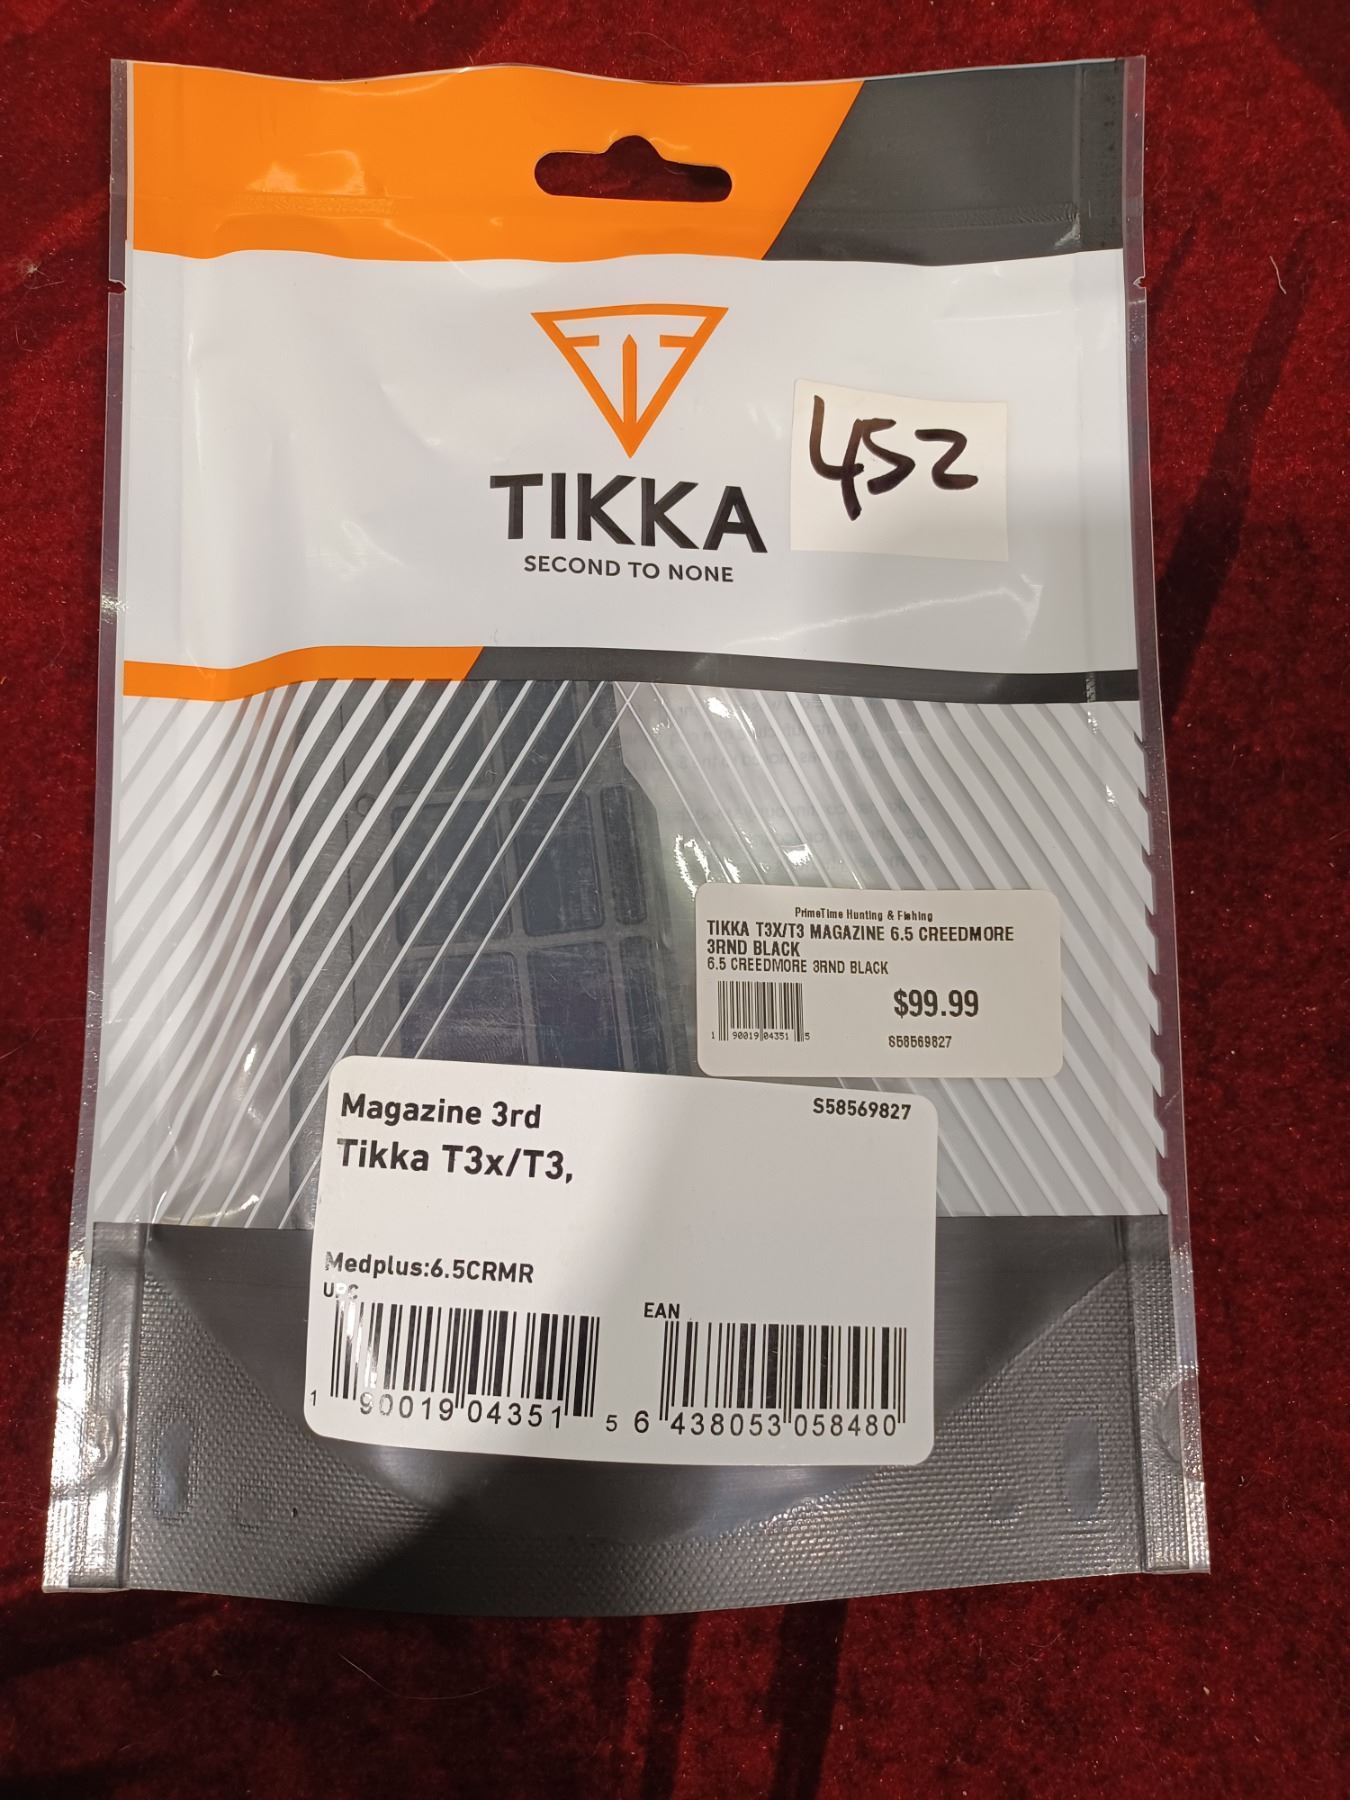 TIKKA
SECOND TO NONE
452
PrimeTime Hunting & Fishing
TIKKA T3X/T3 MAGAZINE 6.5 CREEDMORE
3RND BLACK
6.5 CREEDMORE 3RND BLACK
$99.99
1 90019 04351 5
S58569827
Magazine 3rd
S58569827
Tikka T3x/T3,
Medplus:6.5CRMR
UPC
EAN
1 90019 04351 5
6 438053 058480